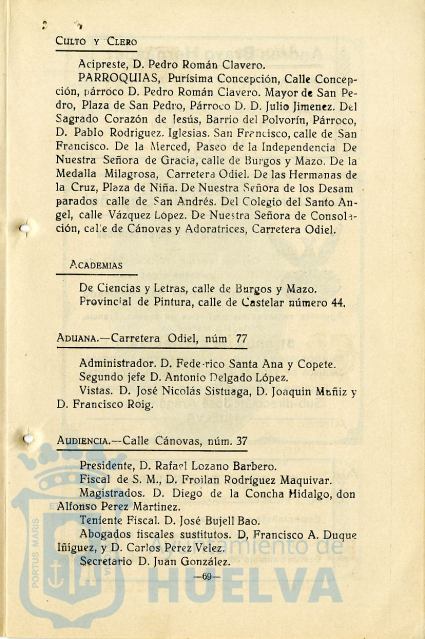 CULTO Y CLERO
Acipreste, D. Pedro Román Clavero.
PARROQUIAS, Purísima Concepción, Calle Concep-
ción, párroco D. Pedro Román Clavero. Mayor de San Pe-
dro, Plaza de San Pedro, Párroco D. D. Julio Jimenez. Del
Sagrado Corazón de Jesús, Barrio del Polvorín, Párroco,
D. Pablo Rodriguez. Iglesias. San Francisco, calle de San
Francisco. De la Merced, Paseo de la Independencia De
Nuestra Señora de Gracia, calle de Burgos y Mazo. De la
Medalla Milagrosa, Carretera Odiel. De las Hermanas de
la Cruz, Plaza de Niña. De Nuestra Señora de los Desam
parados calle de San Andrés. Del Colegio del Santo An-
gel, calle Vázquez López. De Nuestra Señora de Consola-
ción, calle de Cánovas y Adoratrices, Carretera Odiel.
ACADEMIAS
De Ciencias y Letras, calle de Burgos y Mazo.
Provincial de Pintura, calle de Castelar número 44.
ADUANA.—Carretera Odiel, núm 77
Administrador. D. Federico Santa Ana y Copete.
Segundo jefe D. Antonio Delgado López.
Vistas. D. José Nicolás Sistuaga, D. Joaquin Muñiz y
D. Francisco Roig.
AUDIENCIA.—Calle Cánovas, núm. 37
Presidente, D. Rafael Lozano Barbero.
Fiscal de S. M., D. Froilan Rodríguez Maquivar.
Magistrados. D. Diego de la Concha Hidalgo, don
Alfonso Perez Martinez.
Teniente Fiscal. D. José Bujell Bao.
Abogados fiscales sustitutos. D, Francisco A. Duque
Iñiguez, y D. Carlos Perez Velez.
Secretario D. Juan González.
—69—
PORTUS MARIS
Ayuntamiento de
HUELVA